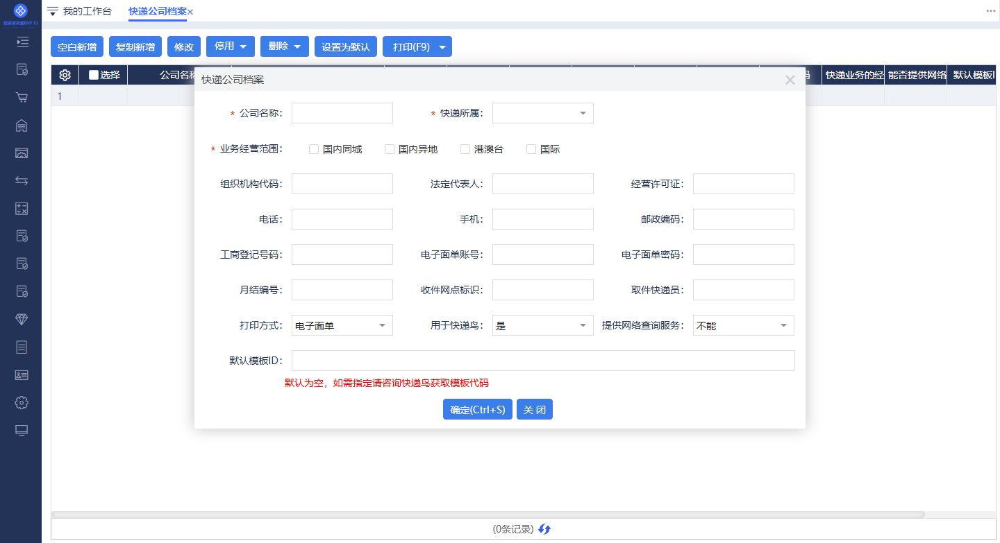 我的工作台 快递公司档案
空白新增 复制新增 修改 停用 删除 设置为默认 打印(F9)
选择 公司名称 快递业务的经 能否提供网络 默认模板I
1
快递公司档案
* 公司名称: * 快递所属:
* 业务经营范围: 国内同城 国内异地 港澳台 国际
组织机构代码: 法定代表人: 经营许可证:
电话: 手机: 邮政编码:
工商登记号码: 电子面单账号: 电子面单密码:
月结编号: 收件网点标识: 取件快递员:
打印方式: 电子面单 用于快递鸟: 是 提供网络查询服务: 不能
默认模板ID:
默认为空，如需指定请咨询快递鸟获取模板代码
确定(Ctrl+S) 关 闭
(0条记录)